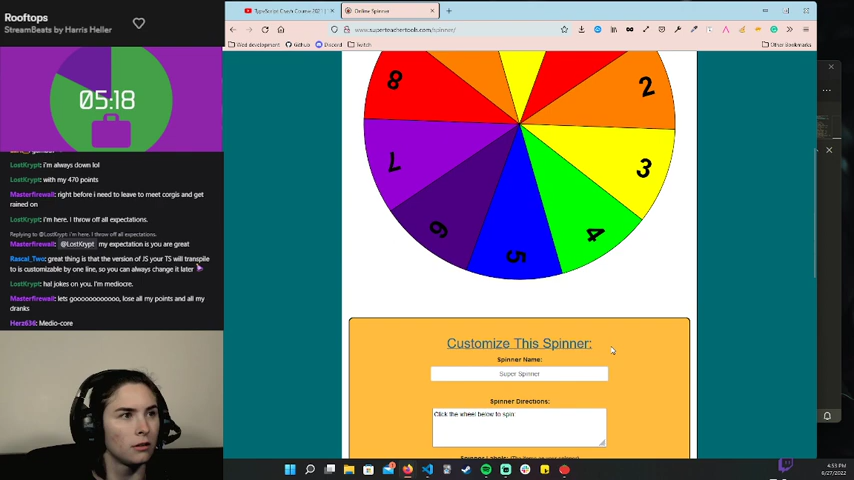 Rooftops
StreamBeats by Harris Heller
05:18
LostKrypt: i'm always down lol
LostKrypt: with my 470 points
Masterfirewall: right before i need to leave to meet corgis and get
rained on
LostKrypt: i'm here. I throw off all expectations.
Replying to @LostKrypt: i'm here. I throw off all expectations.
Masterfirewall: @LostKrypt my expectation is you are great
Rascal_Two: great thing is that the version of JS your TS will transpile
to is customizable by one line, so you can always change it later
LostKrypt: ha! jokes on you. I'm mediocre.
Masterfirewall: lets gooooooooooo, lose all my points and all my
dranks
Harz636: Medio-core
TypeScript Crash Course 2021 |
Online Spinner
www.superteachertools.com/spinner/
Web development
Github
Discord
Twitch
Other Bookmarks
8
2
7
3
6
4
5
Customize This Spinner:
Spinner Name:
Super Spinner
Spinner Directions:
Click the wheel below to spin
4:53 PM
6/27/2022